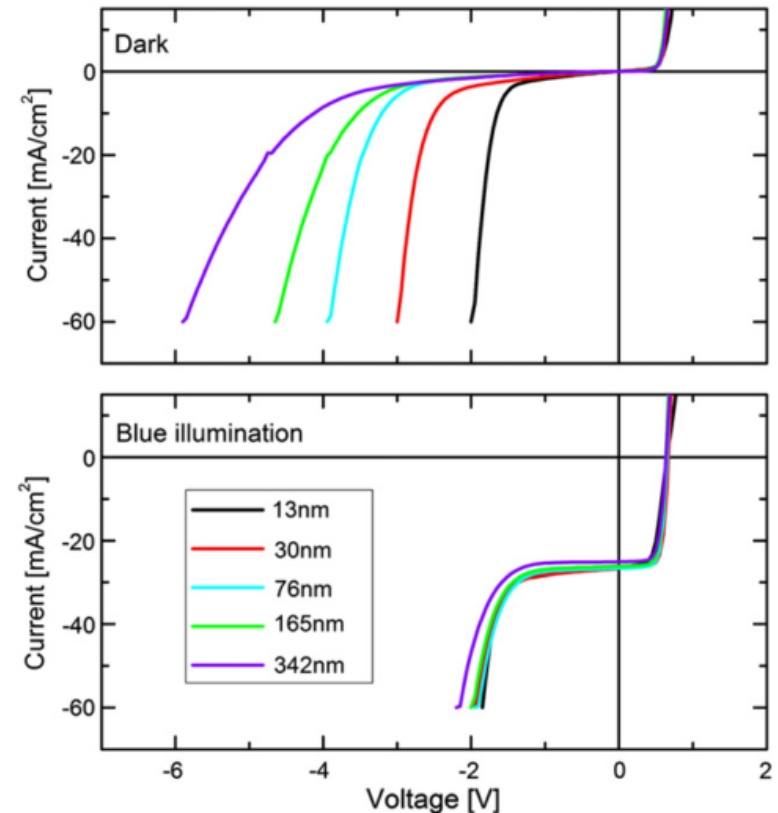 Dark
0
-20
-40
-60
Current [mA/cm²]
Blue illumination
0
-20
-40
-60
Current [mA/cm²]
13nm
30nm
76nm
165nm
342nm
-6 -4 -2 0 2
Voltage [V]